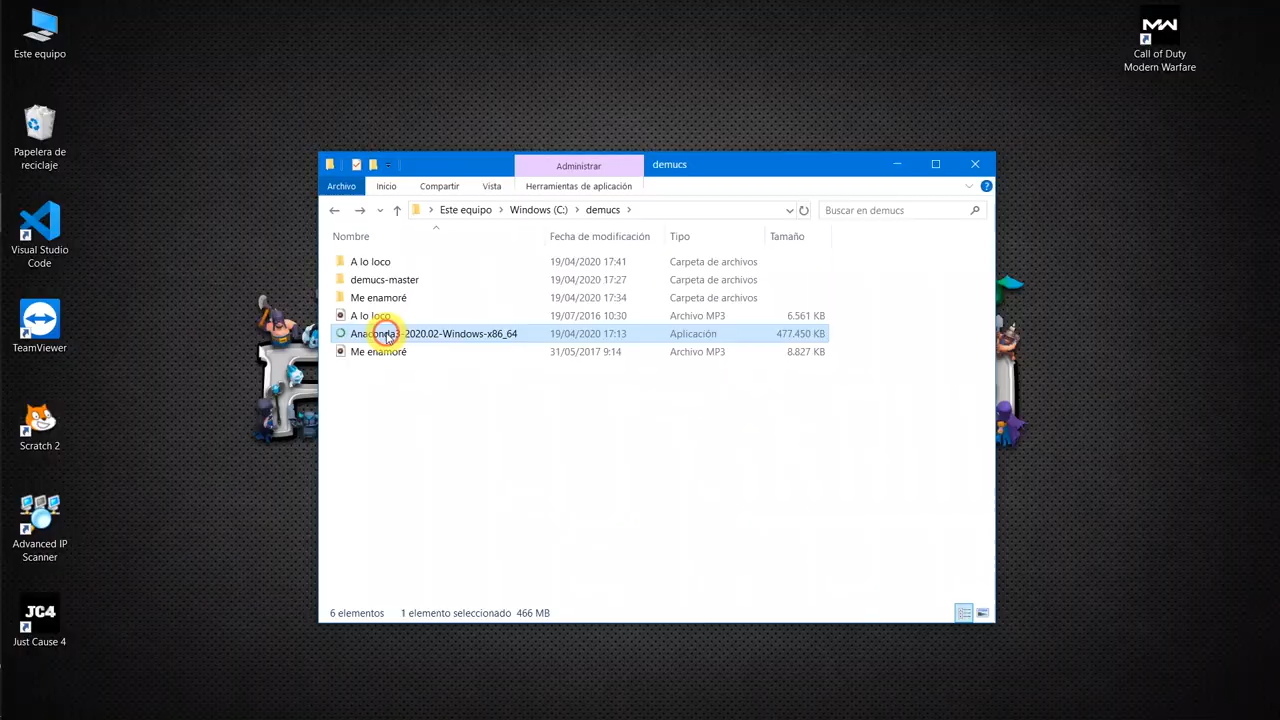 Este equipo
Papelera de
reciclaje
Visual Studio
Code
TeamViewer
Scratch 2
Advanced IP
Scanner
JC4
Just Cause 4
MW
Call of Duty
Modern Warfare
Administrar
demucs
Archivo
Inicio
Compartir
Vista
Herramientas de aplicación
Este equipo > Windows (C:) > demucs >
Buscar en demucs
Nombre Fecha de modificación Tipo Tamaño
A lo loco 19/04/2020 17:41 Carpeta de archivos
demucs-master 19/04/2020 17:27 Carpeta de archivos
Me enamoré 19/04/2020 17:34 Carpeta de archivos
A lo loco 19/07/2016 10:30 Archivo MP3 6.561 KB
Anaconda3-2020.02-Windows-x86_64 19/04/2020 17:13 Aplicación 477.450 KB
Me enamoré 31/05/2017 9:14 Archivo MP3 8.827 KB
6 elementos 1 elemento seleccionado 466 MB